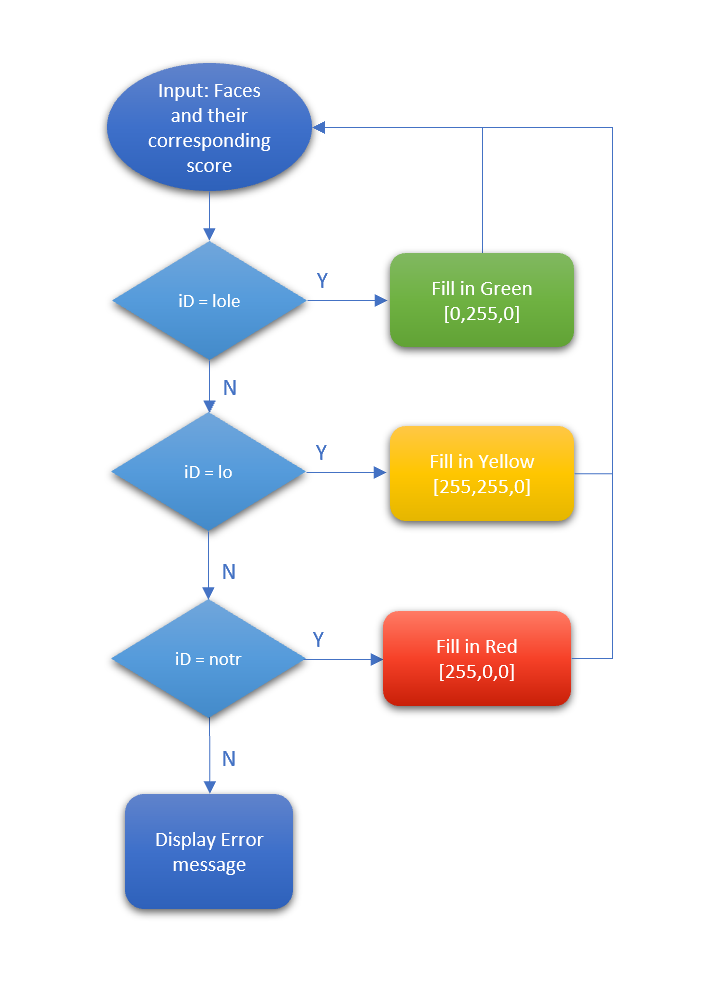 Input: Faces
and their
corresponding
score
iD = lole
Y
Fill in Green
[0,255,0]
N
iD = lo
Y
Fill in Yellow
[255,255,0]
N
iD = notr
Y
Fill in Red
[255,0,0]
N
Display Error
message